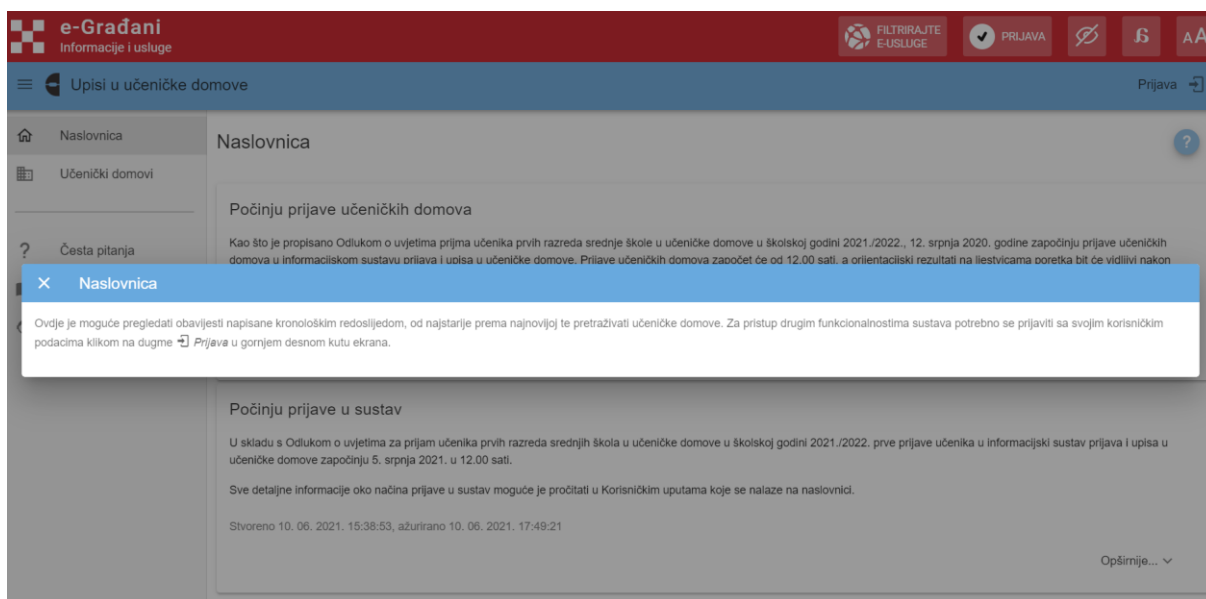 e-Građani
Informacije i usluge
FILTRIRAJTE
E-USLUGE
PRIJAVA
AA
Upisi u učeničke domove
Prijava
Naslovnica
Učenički domovi
Česta pitanja
Naslovnica
Počinju prijave učeničkih domova
Kao što je propisano Odlukom o uvjetima prijma učenika prvih razreda srednje škole u učeničke domove u školskoj godini 2021./2022., 12. srpnja 2020. godine započinju prijave učeničkih
domova u informacijskom sustavu prijava i upisa u učeničke domove. Prijave učeničkih domova započet će od 12.00 sati, a orijentacijski rezultati na ljestvicama poretka bit će vidljivi nakon
Naslovnica
Ovdje je moguće pregledati obavijesti napisane kronološkim redoslijedom, od najstarije prema najnovijoj te pretraživati učeničke domove. Za pristup drugim funkcionalnostima sustava potrebno se prijaviti sa svojim korisničkim
podacima klikom na dugme Prijava u gornjem desnom kutu ekrana.
Počinju prijave u sustav
U skladu s Odlukom o uvjetima za prijam učenika prvih razreda srednjih škola u učeničke domove u školskoj godini 2021./2022. prve prijave učenika u informacijski sustav prijava i upisa u
učeničke domove započinju 5. srpnja 2021. u 12.00 sati.
Sve detaljne informacije oko načina prijave u sustav moguće je pročitati u Korisničkim uputama koje se nalaze na naslovnici.
Stvoreno 10. 06. 2021. 15:38:53, ažurirano 10. 06. 2021. 17:49:21
Opširnije...